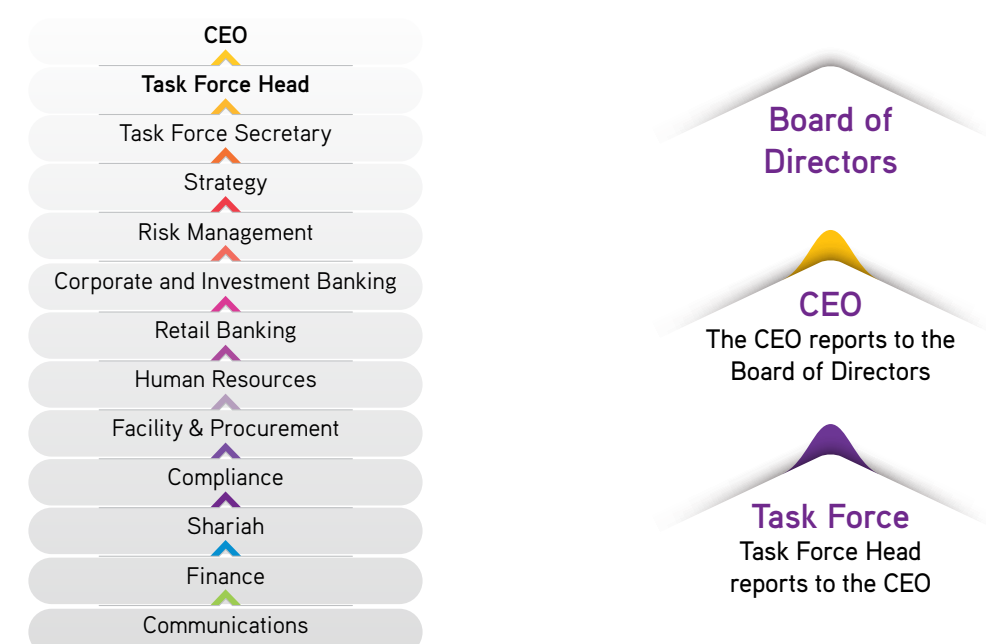 CEO
Task Force Head
Task Force Secretary
Strategy
Risk Management
Corporate and Investment Banking
Retail Banking
Human Resources
Facility & Procurement
Compliance
Shariah
Finance
Communications
Board of
Directors
CEO
The CEO reports to the
Board of Directors
Task Force
Task Force Head
reports to the CEO